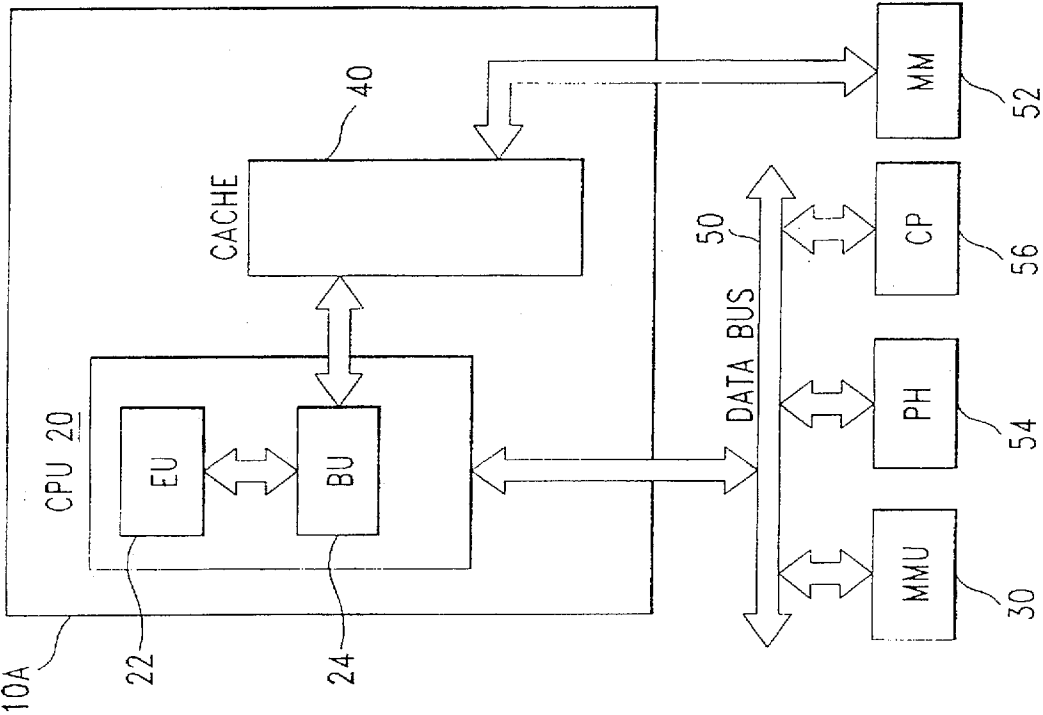 10A
CPU 20
22
EU
CACHE
24
BU
40
50
DATA BUS
MMU
PH
CP
MM
30
54
56
52